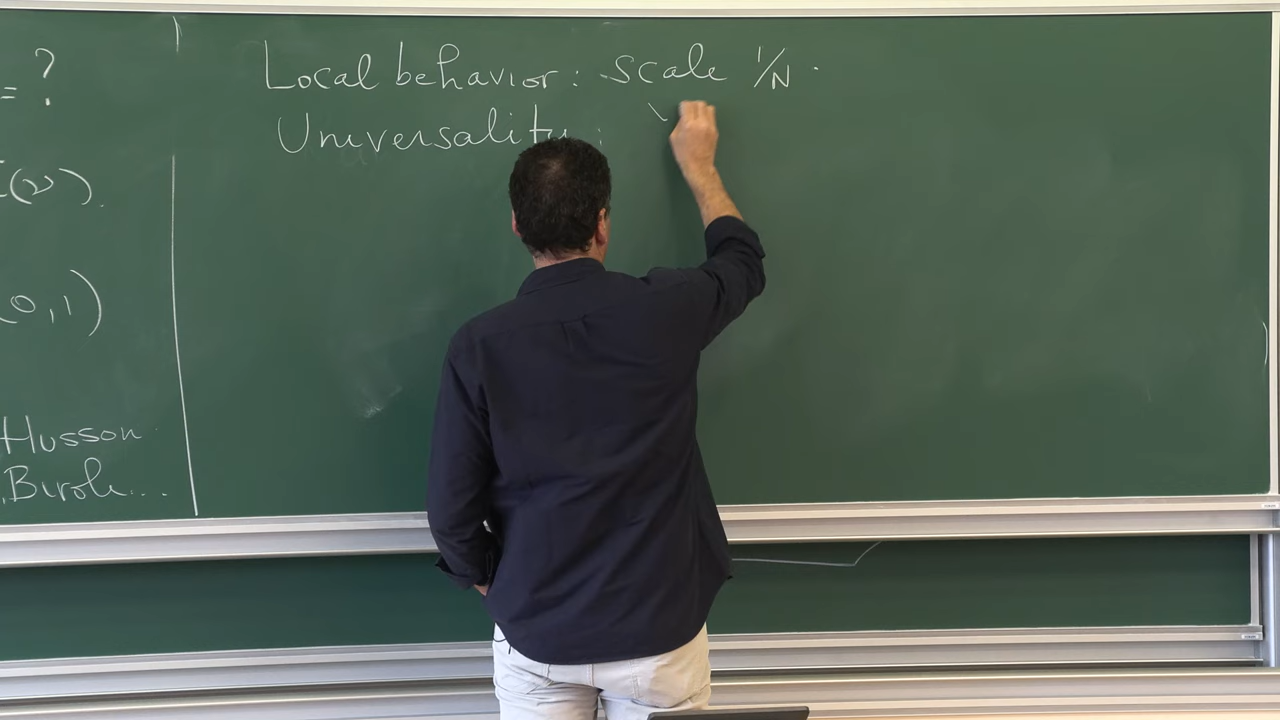 = ?
(ν).
(0,1)
Husson
Biroli...
Local behavior: Scale 1/N.
Universality: